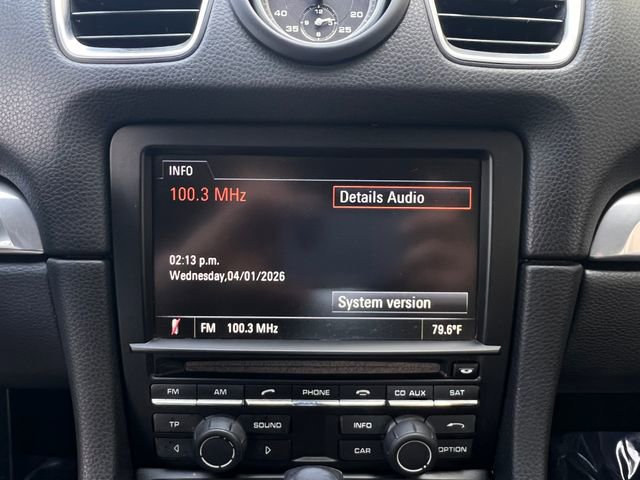 40 12 20
35 25
INFO
100.3 MHz
Details Audio
02:13 p.m.
Wednesday,04/01/2026
System version
FM 100.3 MHz 79.6°F
FM AM PHONE CD AUX SAT
TP SOUND INFO
CAR OPTION